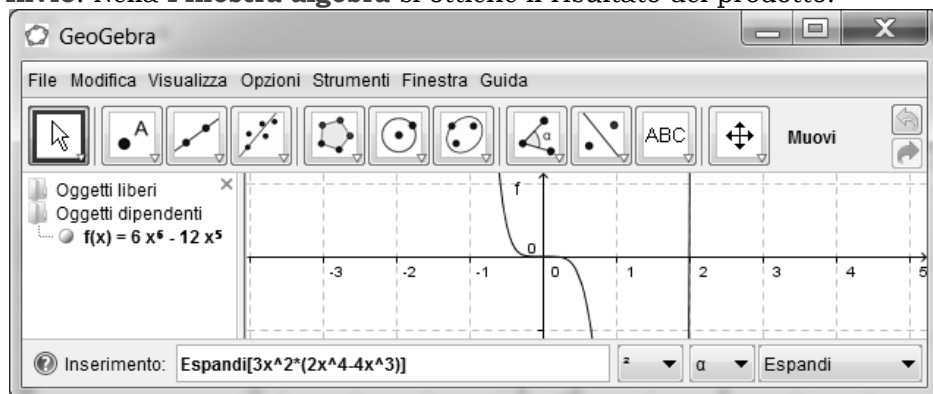 Invio. Nella Finestra algebra si ottiene il risultato del prodotto.
GeoGebra
File Modifica Visualizza Opzioni Strumenti Finestra Guida
A
α
ABC
Muovi
Oggetti liberi
Oggetti dipendenti
f(x) = 6 x⁶ - 12 x⁵
f
0
-3 -2 -1 0 1 2 3 4 5
Inserimento: Espandi[3x^2*(2x^4-4x^3)] ² α Espandi